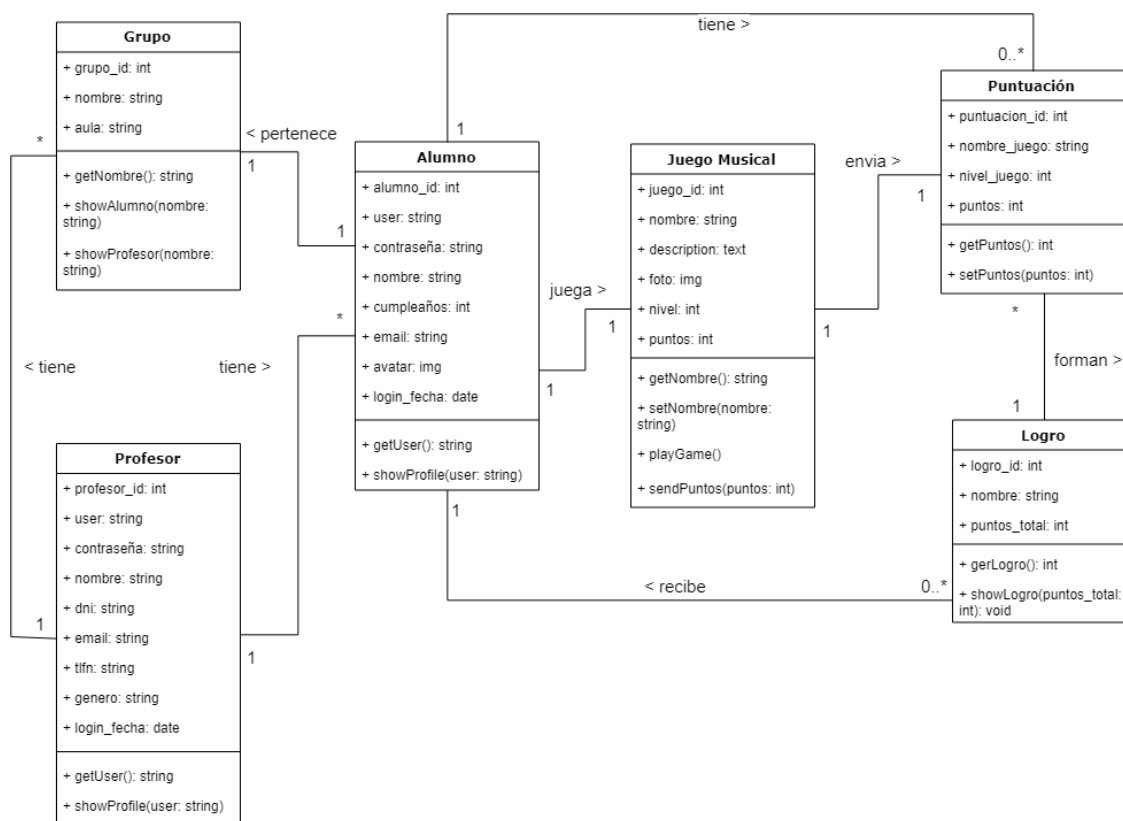 tiene >
0..*
1
Grupo
+ grupo_id: int
+ nombre: string
+ aula: string
+ getNombre(): string
+ showAlumno(nombre:
string)
+ showProfesor(nombre:
string)
*
< pertenece
1
1
Alumno
+ alumno_id: int
+ user: string
+ contraseña: string
+ nombre: string
+ cumpleaños: int
+ email: string
+ avatar: img
+ login_fecha: date
+ getUser(): string
+ showProfile(user: string)
juega >
1
1
Juego Musical
+ juego_id: int
+ nombre: string
+ description: text
+ foto: img
+ nivel: int
+ puntos: int
+ getNombre(): string
+ setNombre(nombre:
string)
+ playGame()
+ sendPuntos(puntos: int)
envia >
1
1
Puntuación
+ puntuacion_id: int
+ nombre_juego: string
+ nivel_juego: int
+ puntos: int
+ getPuntos(): int
+ setPuntos(puntos: int)
*
forman >
1
Logro
+ logro_id: int
+ nombre: string
+ puntos_total: int
+ gerLogro(): int
+ showLogro(puntos_total:
int): void
< tiene
1
tiene >
*
1
Profesor
+ profesor_id: int
+ user: string
+ contraseña: string
+ nombre: string
+ dni: string
+ email: string
+ tlfn: string
+ genero: string
+ login_fecha: date
+ getUser(): string
+ showProfile(user: string)
1
< recibe
0..*